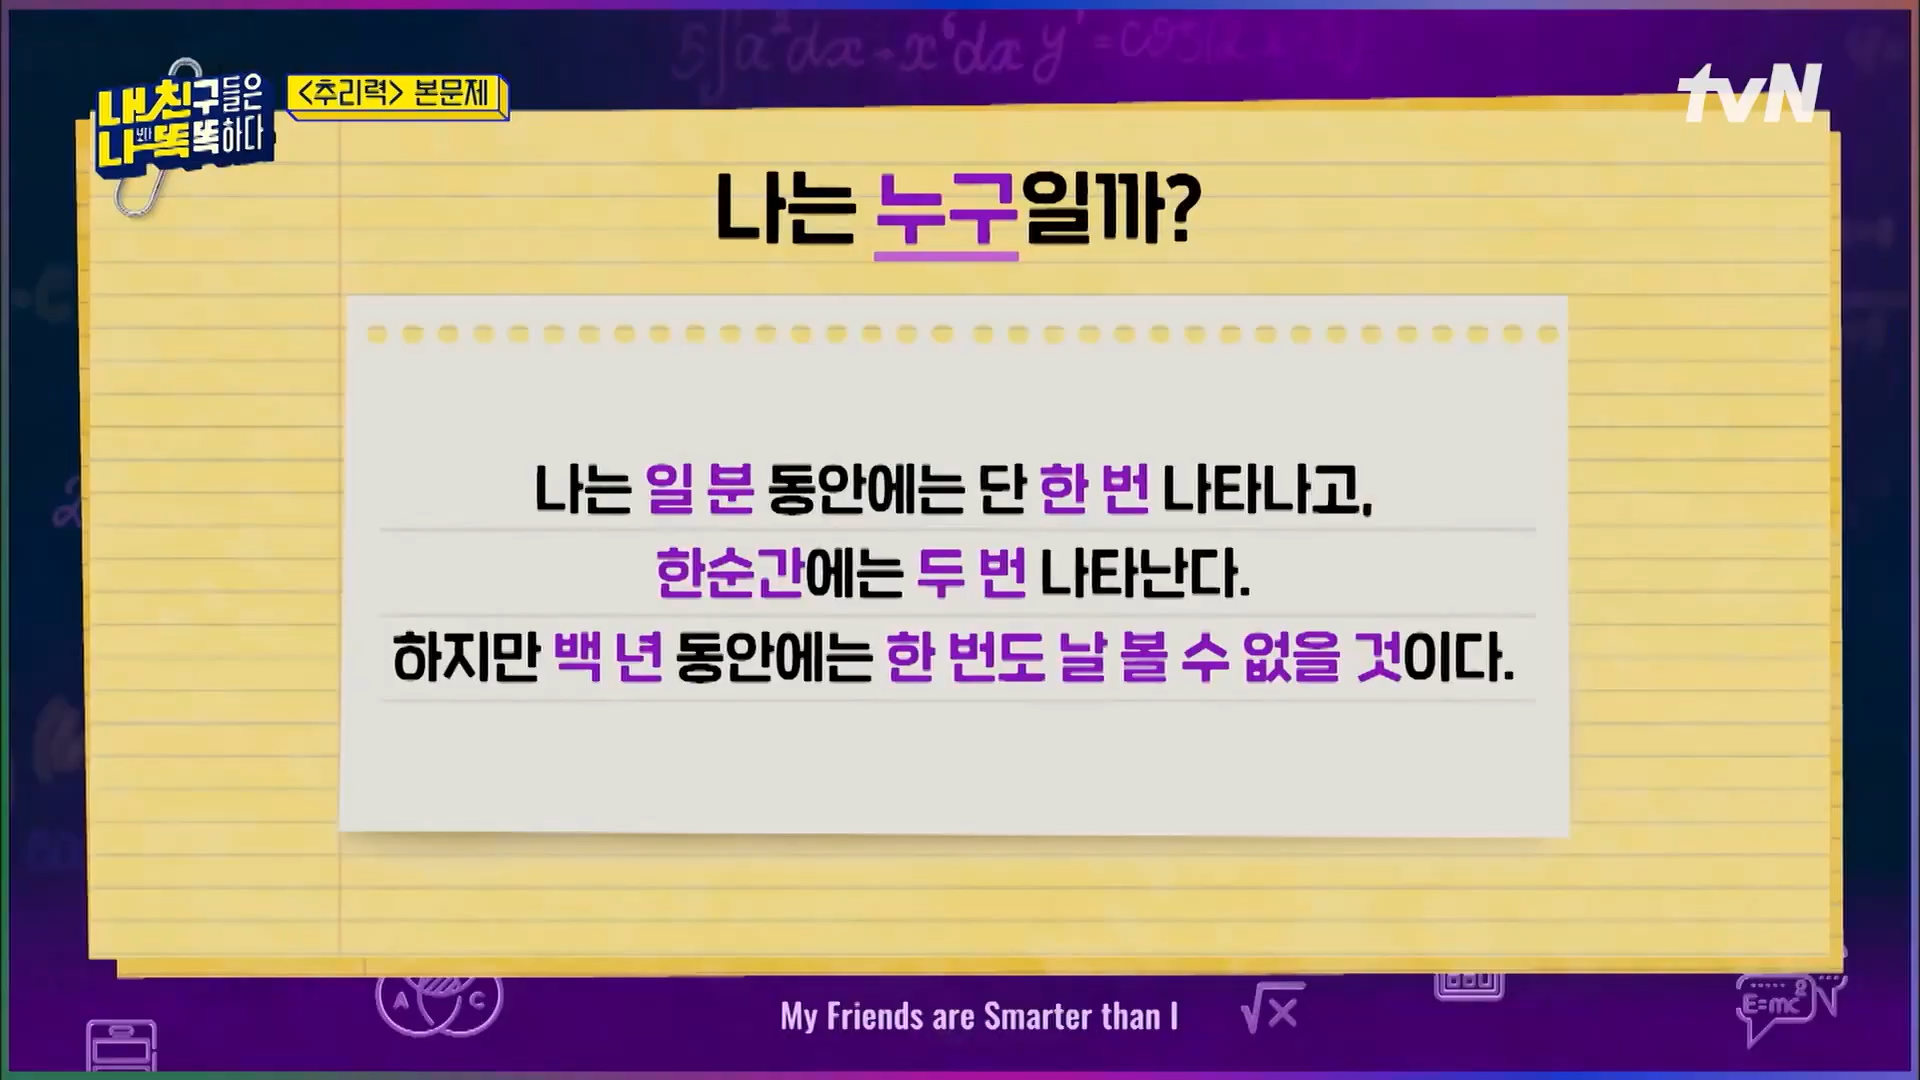 내 친구들은
나보다 똑똑하다
<추리력> 본문제
tvN
나는 누구일까?
나는 일 분 동안에는 단 한 번 나타나고,
한순간에는 두 번 나타난다.
하지만 백 년 동안에는 한 번도 날 볼 수 없을 것이다.
A C
My Friends are Smarter than I
√x
E=mc²